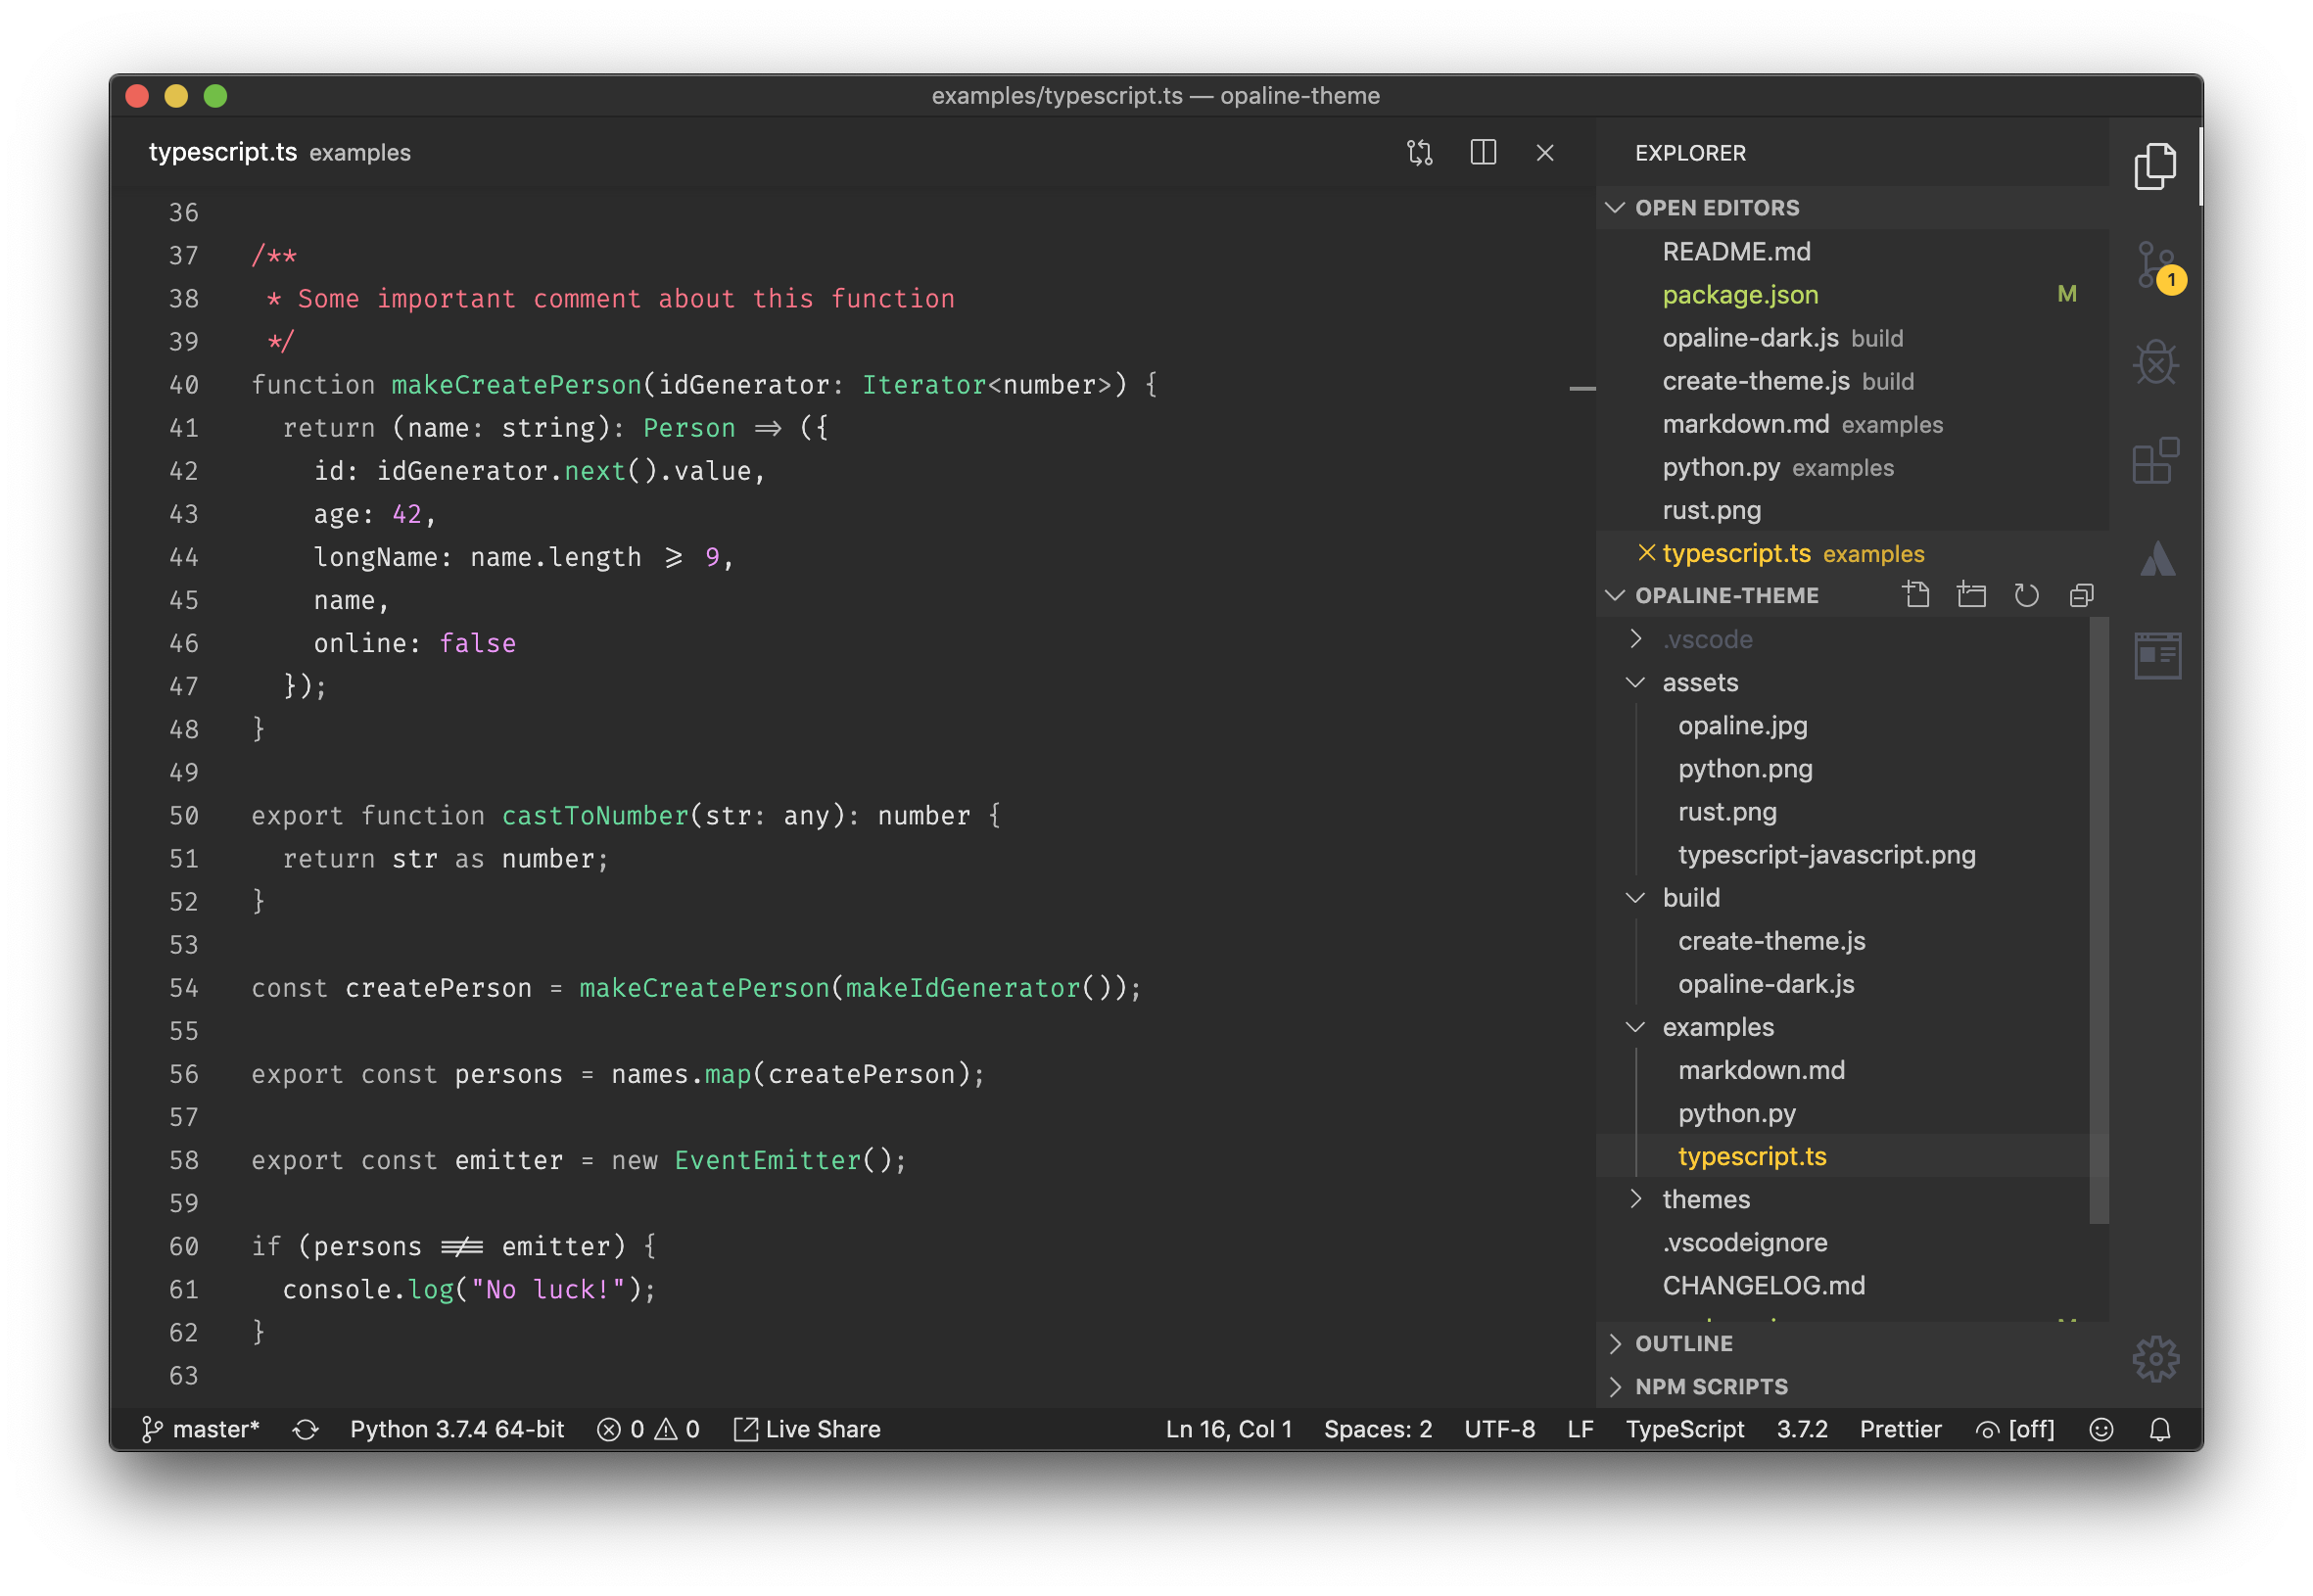 examples/typescript.ts — opaline-theme
typescript.ts examples
36
37 /**
38  * Some important comment about this function
39  */
40 function makeCreatePerson(idGenerator: Iterator<number>) {
41   return (name: string): Person => ({
42     id: idGenerator.next().value,
43     age: 42,
44     longName: name.length >= 9,
45     name,
46     online: false
47   });
48 }
49
50 export function castToNumber(str: any): number {
51   return str as number;
52 }
53
54 const createPerson = makeCreatePerson(makeIdGenerator());
55
56 export const persons = names.map(createPerson);
57
58 export const emitter = new EventEmitter();
59
60 if (persons !== emitter) {
61   console.log("No luck!");
62 }
63
EXPLORER
OPEN EDITORS
README.md
package.json M
opaline-dark.js build
create-theme.js build
markdown.md examples
python.py examples
rust.png
typescript.ts examples
OPALINE-THEME
.vscode
assets
opaline.jpg
python.png
rust.png
typescript-javascript.png
build
create-theme.js
opaline-dark.js
examples
markdown.md
python.py
typescript.ts
themes
.vscodeignore
CHANGELOG.md
OUTLINE
NPM SCRIPTS
1
master* Python 3.7.4 64-bit 0 0 Live Share Ln 16, Col 1 Spaces: 2 UTF-8 LF TypeScript 3.7.2 Prettier [off]